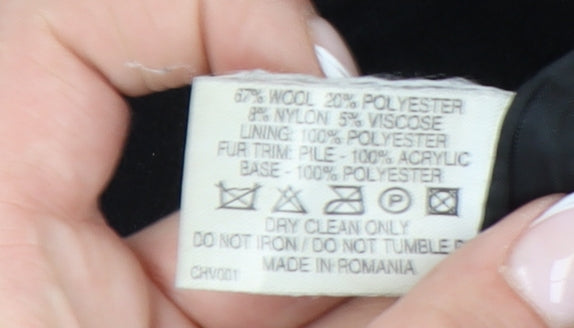 67% WOOL 20% POLYESTER
8% NYLON 5% VISCOSE
LINING: 100% POLYESTER
FUR TRIM: PILE - 100% ACRYLIC
BASE - 100% POLYESTER
P
DRY CLEAN ONLY
DO NOT IRON / DO NOT TUMBLE D
MADE IN ROMANIA
CHV001